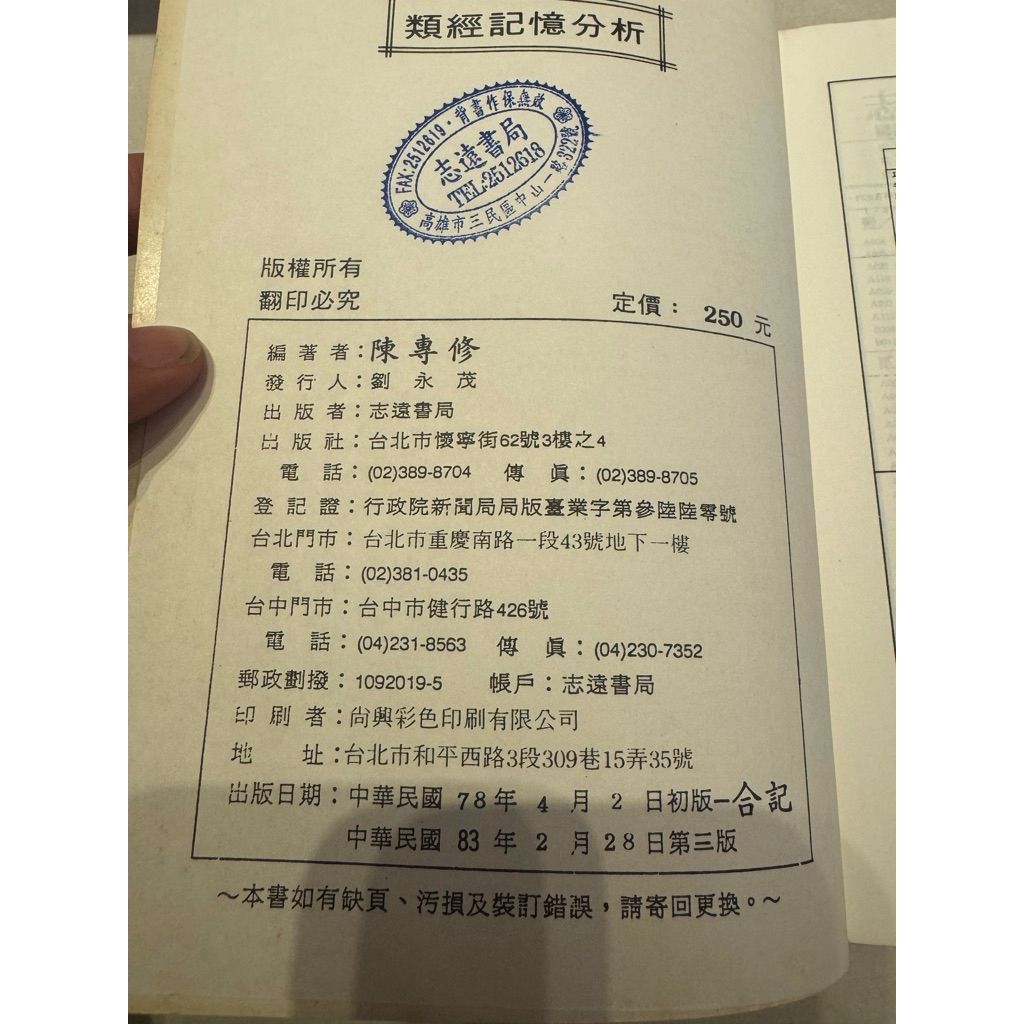 類經記憶分析
FAX:2512619・背書作保無效
志遠書局
TEL:2512618
高雄市三民區中山一路322號
版權所有
翻印必究
定價： 250 元
編著者：陳專修
發行人：劉永茂
出版者：志遠書局
出版社：台北市懷寧街62號3樓之4
電話：(02)389-8704 傳眞：(02)389-8705
登記證：行政院新聞局局版臺業字第參陸陸零號
台北門市：台北市重慶南路一段43號地下一樓
電話：(02)381-0435
台中門市：台中市健行路426號
電話：(04)231-8563 傳眞：(04)230-7352
郵政劃撥：1092019-5 帳戶：志遠書局
印刷者：尚興彩色印刷有限公司
地址：台北市和平西路3段309巷15弄35號
出版日期：中華民國 78 年 4 月 2 日初版—合記
中華民國 83 年 2 月 28 日第三版
～本書如有缺頁、汚損及裝訂錯誤，請寄回更換。～